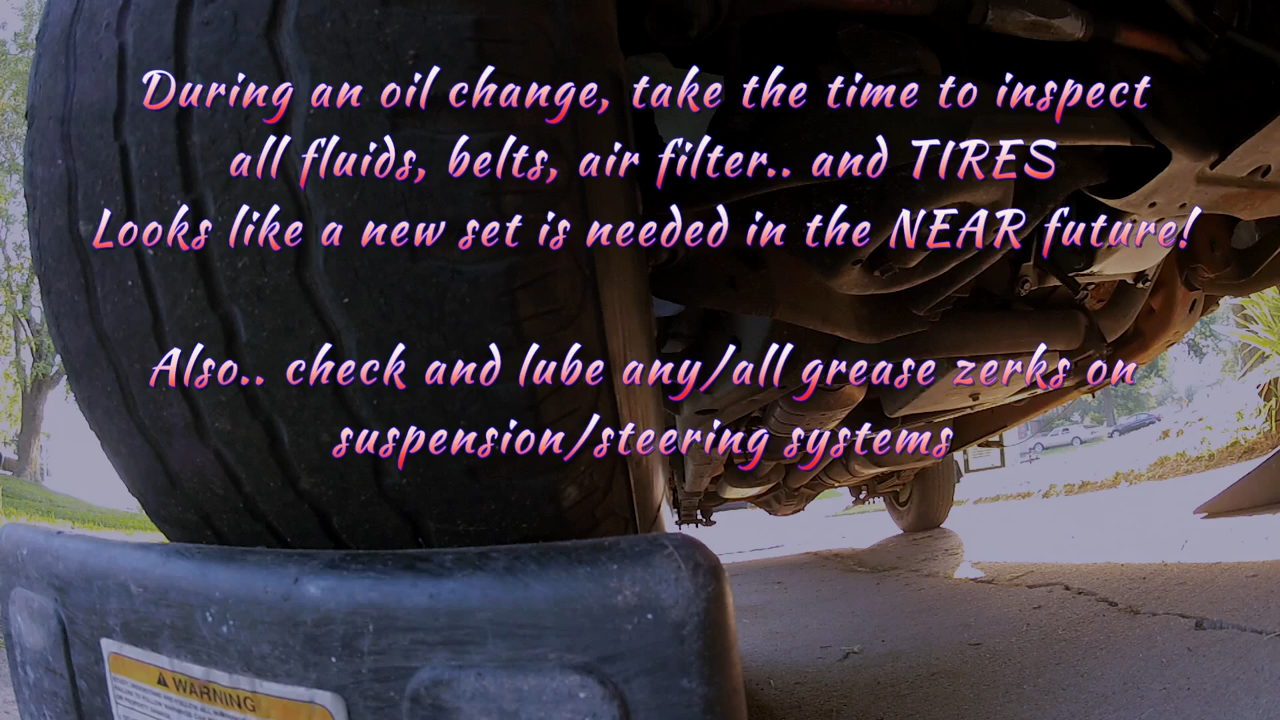 During an oil change, take the time to inspect
all fluids, belts, air filter.. and TIRES
Looks like a new set is needed in the NEAR future!
Also.. check and lube any/all grease zerks on
suspension/steering systems
WARNING